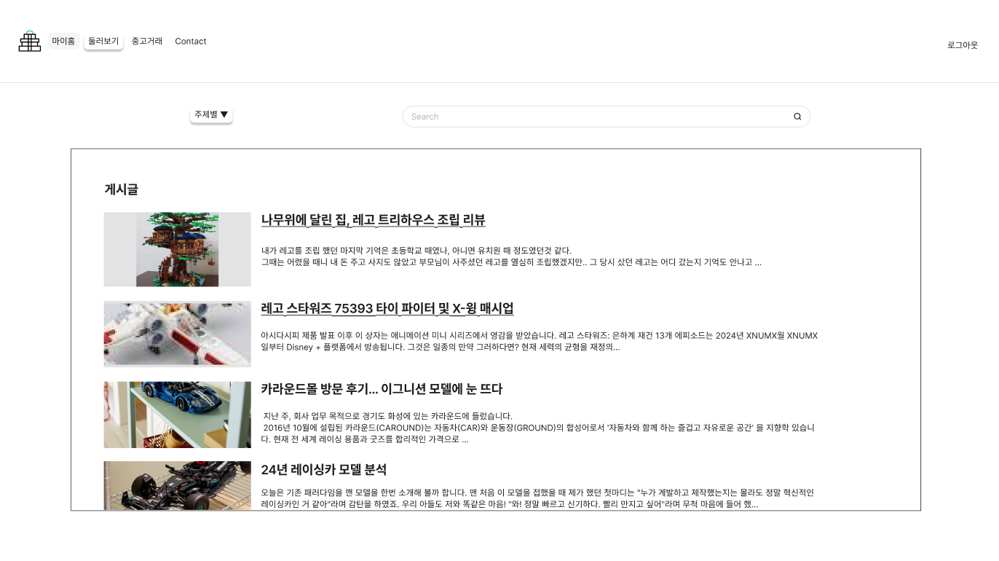 마이홈
둘러보기
중고거래
Contact
로그아웃
주제별 ▼
Search
게시글
나무위에 달린 집, 레고 트리하우스 조립 리뷰
내가 레고를 조립 했던 마지막 기억은 초등학교 때였나, 아니면 유치원 때 정도였던것 같다.
그때는 어렸을 때니 내 돈 주고 사지도 않았고 부모님이 사주셨던 레고를 열심히 조립했겠지만.. 그 당시 샀던 레고는 어디 갔는지 기억도 안나고 ...
레고 스타워즈 75393 타이 파이터 및 X-윙 매시업
아시다시피 제품 발표 이후 이 상자는 애니메이션 미니 시리즈에서 영감을 받았습니다. 레고 스타워즈: 은하계 재건 13개 에피소드는 2024년 XNUMX월 XNUMX
일부터 Disney + 플랫폼에서 방송됩니다. 그것은 일종의 만약 그러하다면? 현재 세력의 균형을 재정의...
카라운드몰 방문 후기... 이그니션 모델에 눈 뜨다
지난 주, 회사 업무 목적으로 경기도 화성에 있는 카라운드에 들렀습니다.
2016년 10월에 설립된 카라운드(CAROUND)는 자동차(CAR)와 운동장(GROUND)의 합성어로서 '자동차와 함께 하는 즐겁고 자유로운 공간' 을 지향학 있습니
다. 현재 전 세계 레이싱 용품과 굿즈를 합리적인 가격으로 ...
24년 레이싱카 모델 분석
오늘은 기존 패러다임을 깬 모델을 한번 소개해 볼까 합니다. 맨 처음 이 모델을 접했을 때 제가 했던 첫마디는 "누가 계발하고 제작했는지는 몰라도 정말 혁신적인
레이싱카인 거 같아"라며 감탄을 하였죠. 우리 아들도 저와 똑같은 마음! "와! 정말 빠르고 신기하다. 빨리 만지고 싶어"라며 무척 마음에 들어 했...